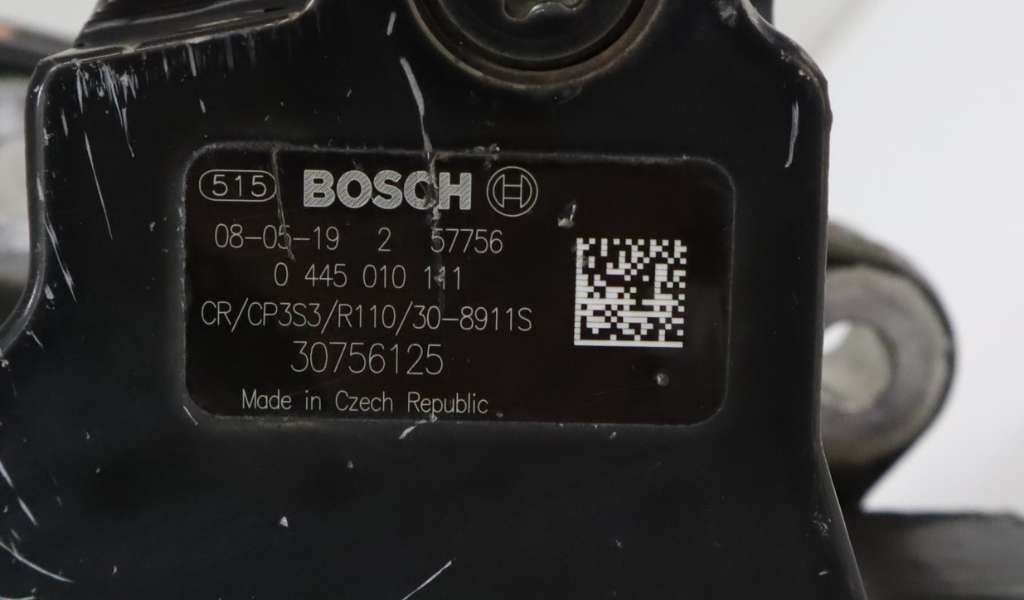 515 BOSCH
08-05-19 2 57756
0 445 010 111
CR/CP3S3/R110/30-8911S
30756125
Made in Czech Republic